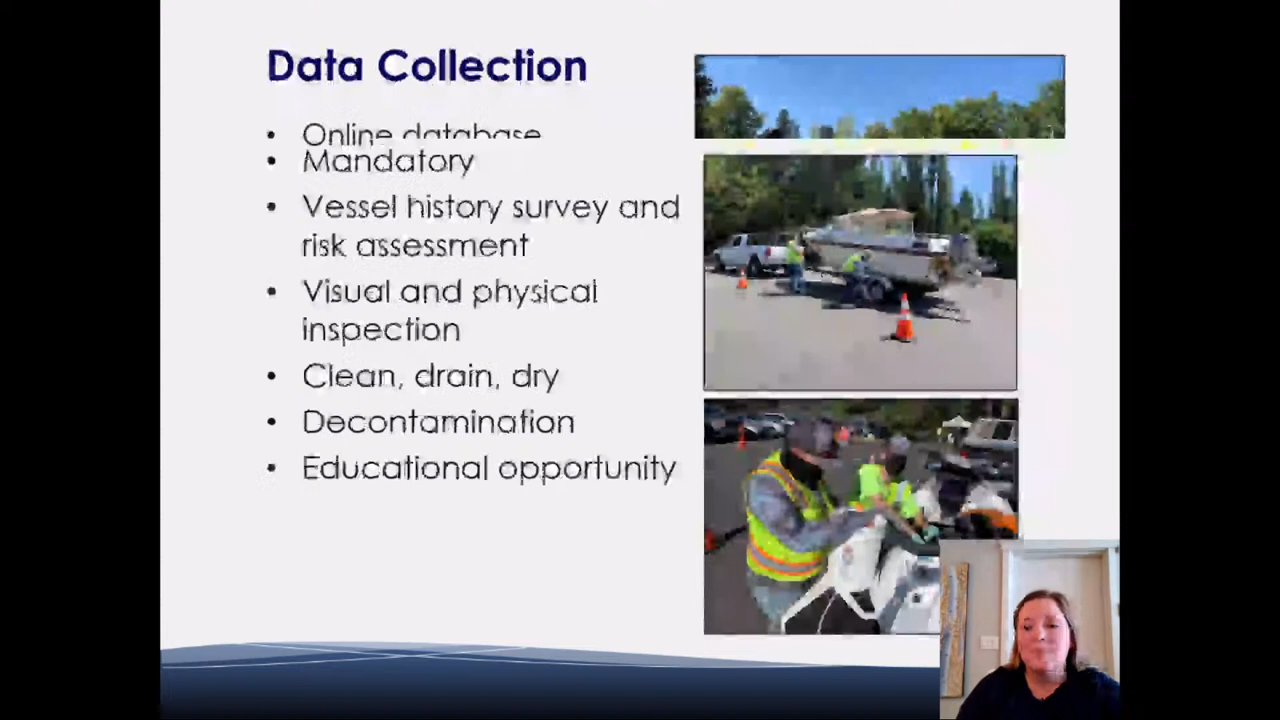 Data Collection
• Online database
• Mandatory
• Vessel history survey and
risk assessment
• Visual and physical
inspection
• Clean, drain, dry
• Decontamination
• Educational opportunity